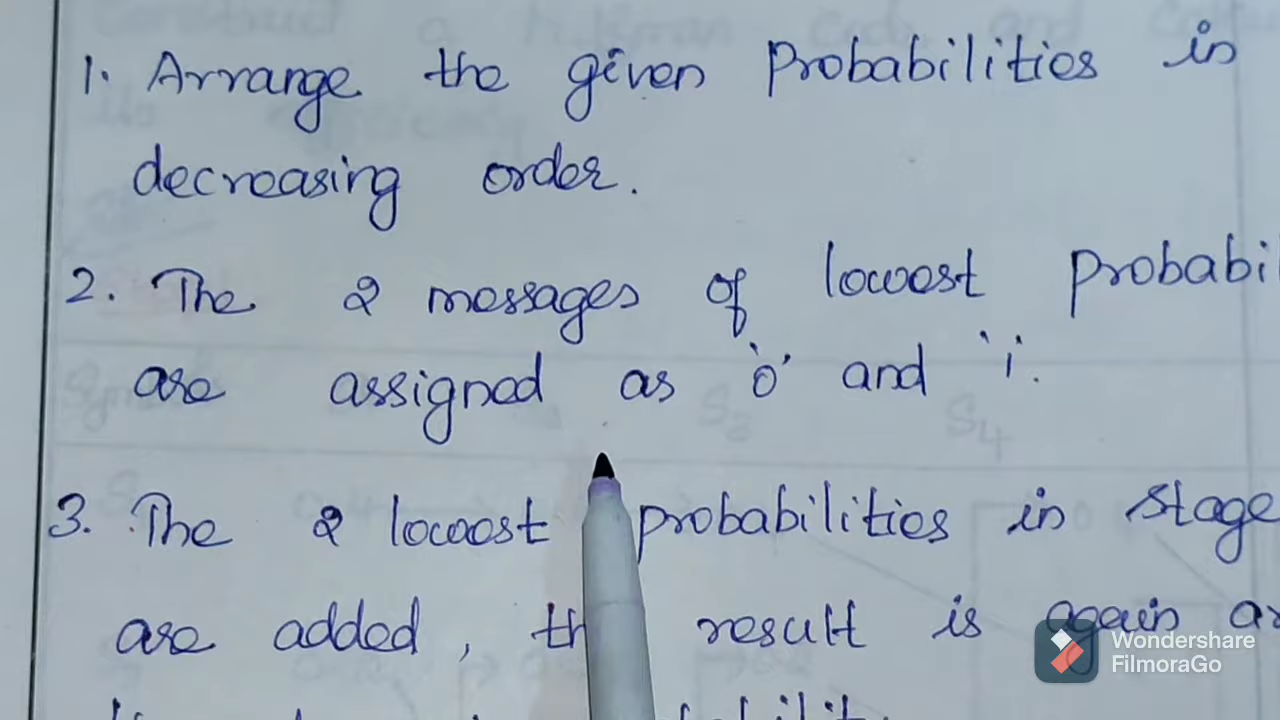 1. Arrange the given Probabilities in
decreasing order.
2. The 2 messages of lowest Probabi
are assigned as '0' and '1'.
3. The 2 lowest probabilities in stage
are added, th result is again
Wondershare
FilmoraGo